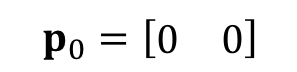 𝐩₀ = [0 0]